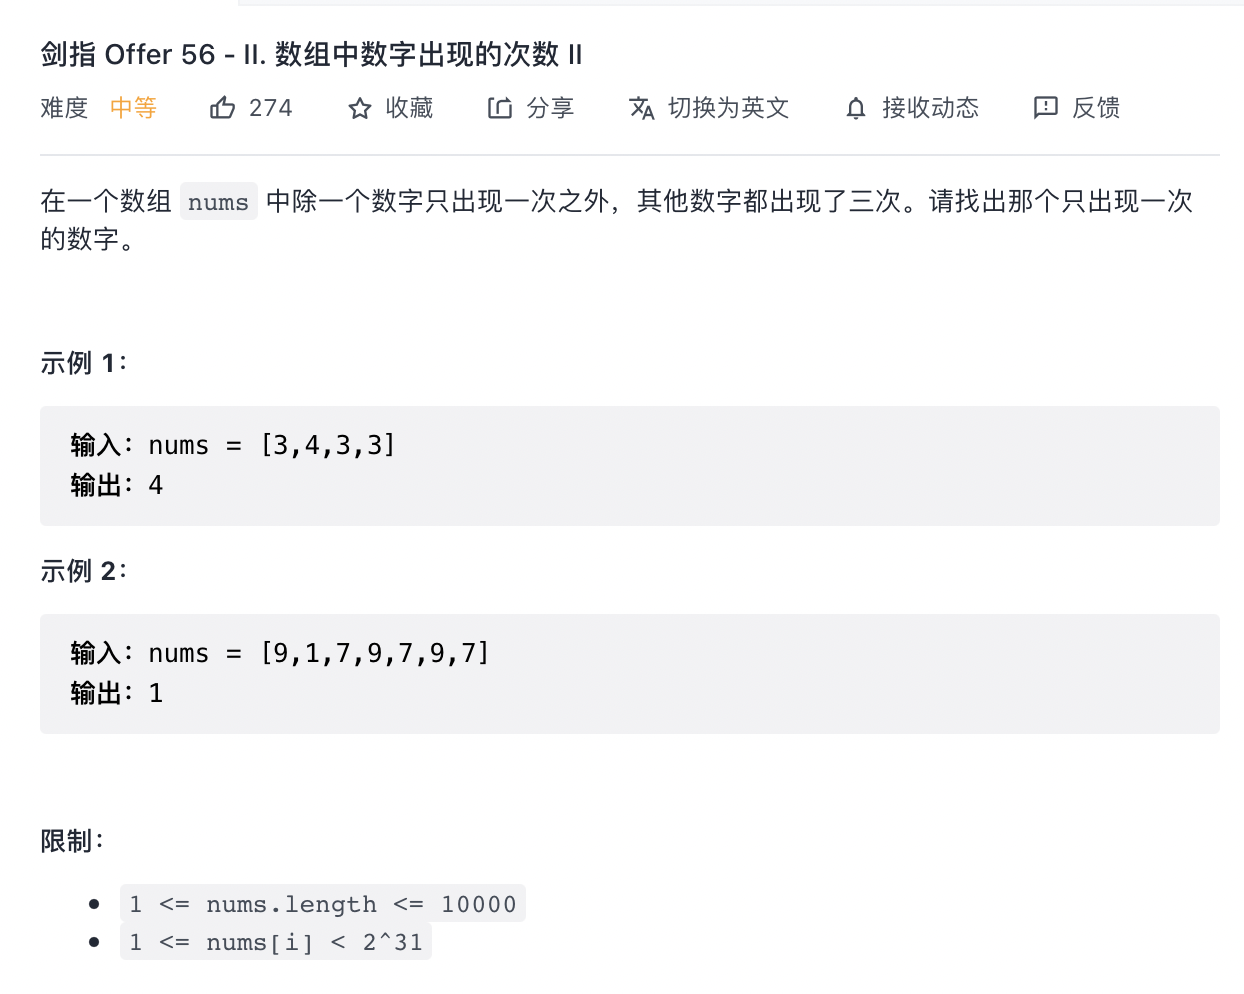 剑指 Offer 56 - II. 数组中数字出现的次数 II
难度 中等 274 收藏 分享 切换为英文 接收动态 反馈
在一个数组 nums 中除一个数字只出现一次之外，其他数字都出现了三次。请找出那个只出现一次
的数字。
示例 1：
输入：nums = [3,4,3,3]
输出：4
示例 2：
输入：nums = [9,1,7,9,7,9,7]
输出：1
限制：
1 <= nums.length <= 10000
1 <= nums[i] < 2^31